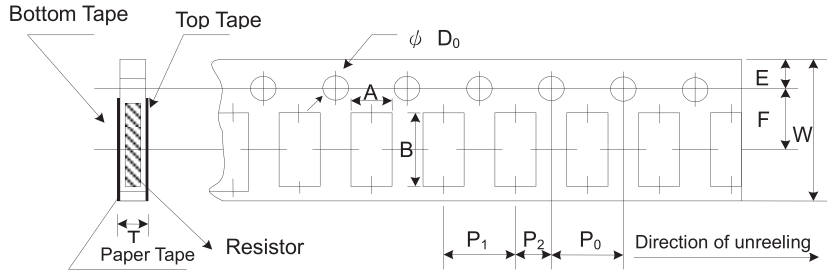 Bottom Tape
Top Tape
ϕ D₀
A
E
F
W
B
T
Paper Tape
Resistor
P₁
P₂
P₀
Direction of unreeling